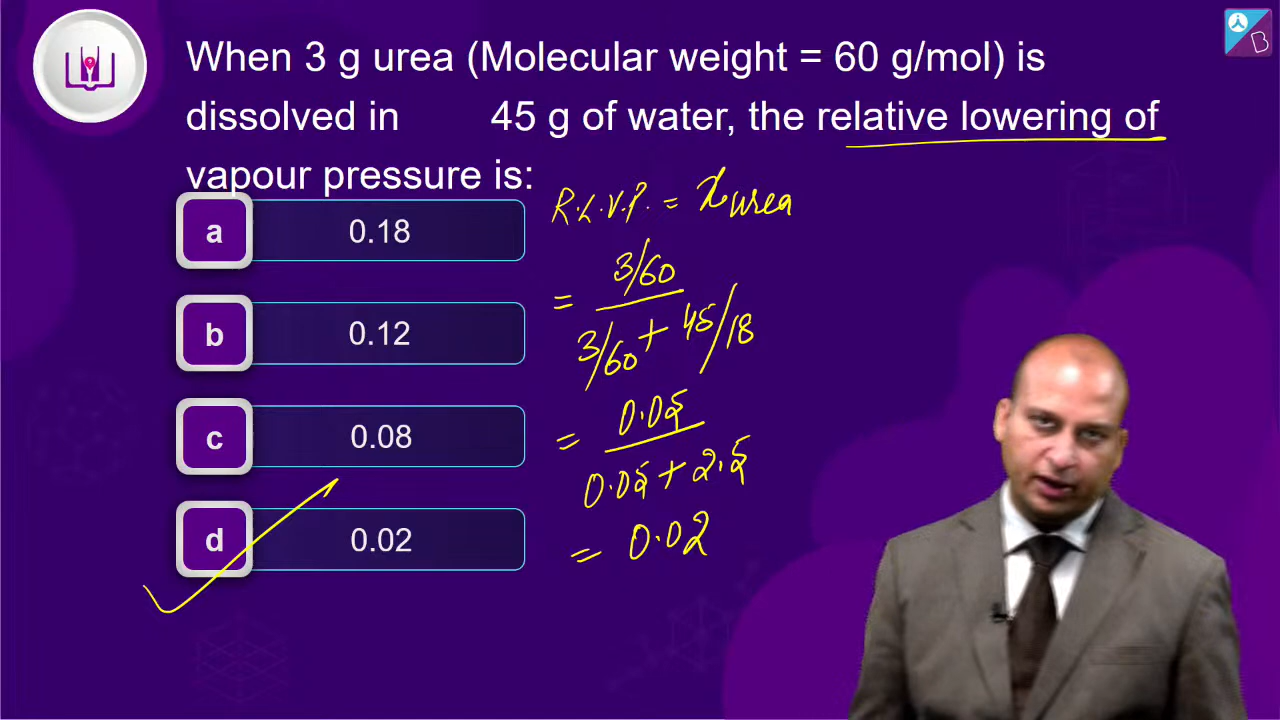 When 3 g urea (Molecular weight = 60 g/mol) is
dissolved in 45 g of water, the relative lowering of
vapour pressure is:
a 0.18
b 0.12
c 0.08
d 0.02
R.L.V.P. = x urea
= 3/60
3/60 + 45/18
= 0.05
0.05 + 2.5
= 0.02
B